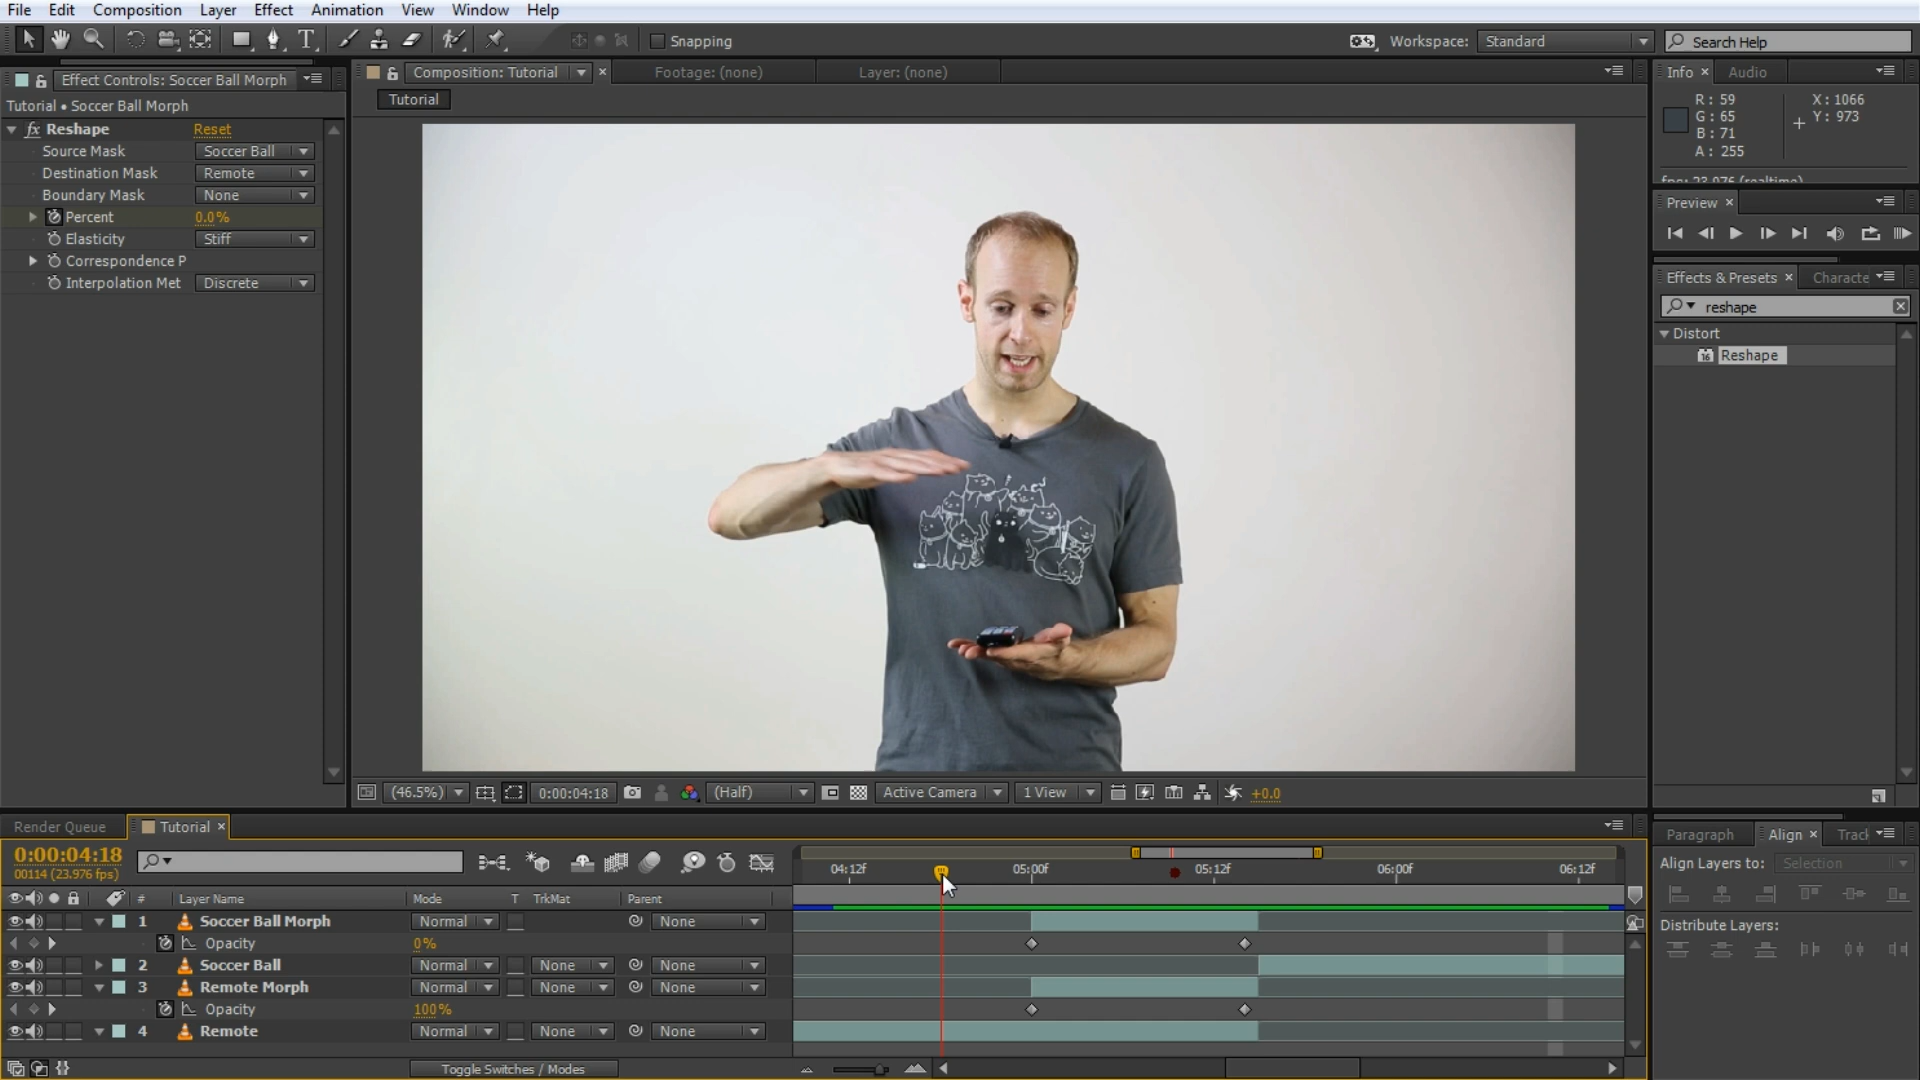 File Edit Composition Layer Effect Animation View Window Help
Snapping
Workspace: Standard
Search Help
Effect Controls: Soccer Ball Morph
Tutorial • Soccer Ball Morph
fx Reshape Reset
Source Mask Soccer Ball
Destination Mask Remote
Boundary Mask None
Percent 0.0%
Elasticity Stiff
Correspondence P
Interpolation Met Discrete
Composition: Tutorial Footage: (none) Layer: (none)
Tutorial
(46.5%) 0:00:04:18 (Half) Active Camera 1 View +0.0
Info Audio
R: 59 X: 1066
G: 65 Y: 973
B: 71
A: 255
fps: 23.976 (realtime)
Preview
Effects & Presets Characte
reshape
Distort
Reshape
Render Queue Tutorial
0:00:04:18
00114 (23.976 fps)
04:12f 05:00f 05:12f 06:00f 06:12f
# Layer Name Mode T TrkMat Parent
1 Soccer Ball Morph Normal None
Opacity 0%
2 Soccer Ball Normal None None
3 Remote Morph Normal None None
Opacity 100%
4 Remote Normal None None
Toggle Switches / Modes
Paragraph Align Track
Align Layers to: Selection
Distribute Layers: